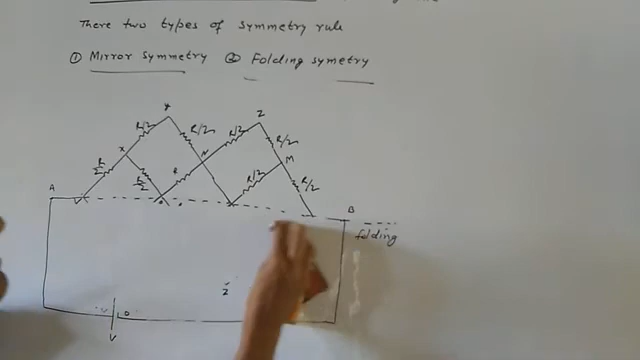 There two types of symmetry rule
① Mirror symmetry ② Folding symetry
Y
Z
R/2 R/2 R/2 R/2
X N M
R/2 R/2 R R/2 R/2
A
B
folding
V